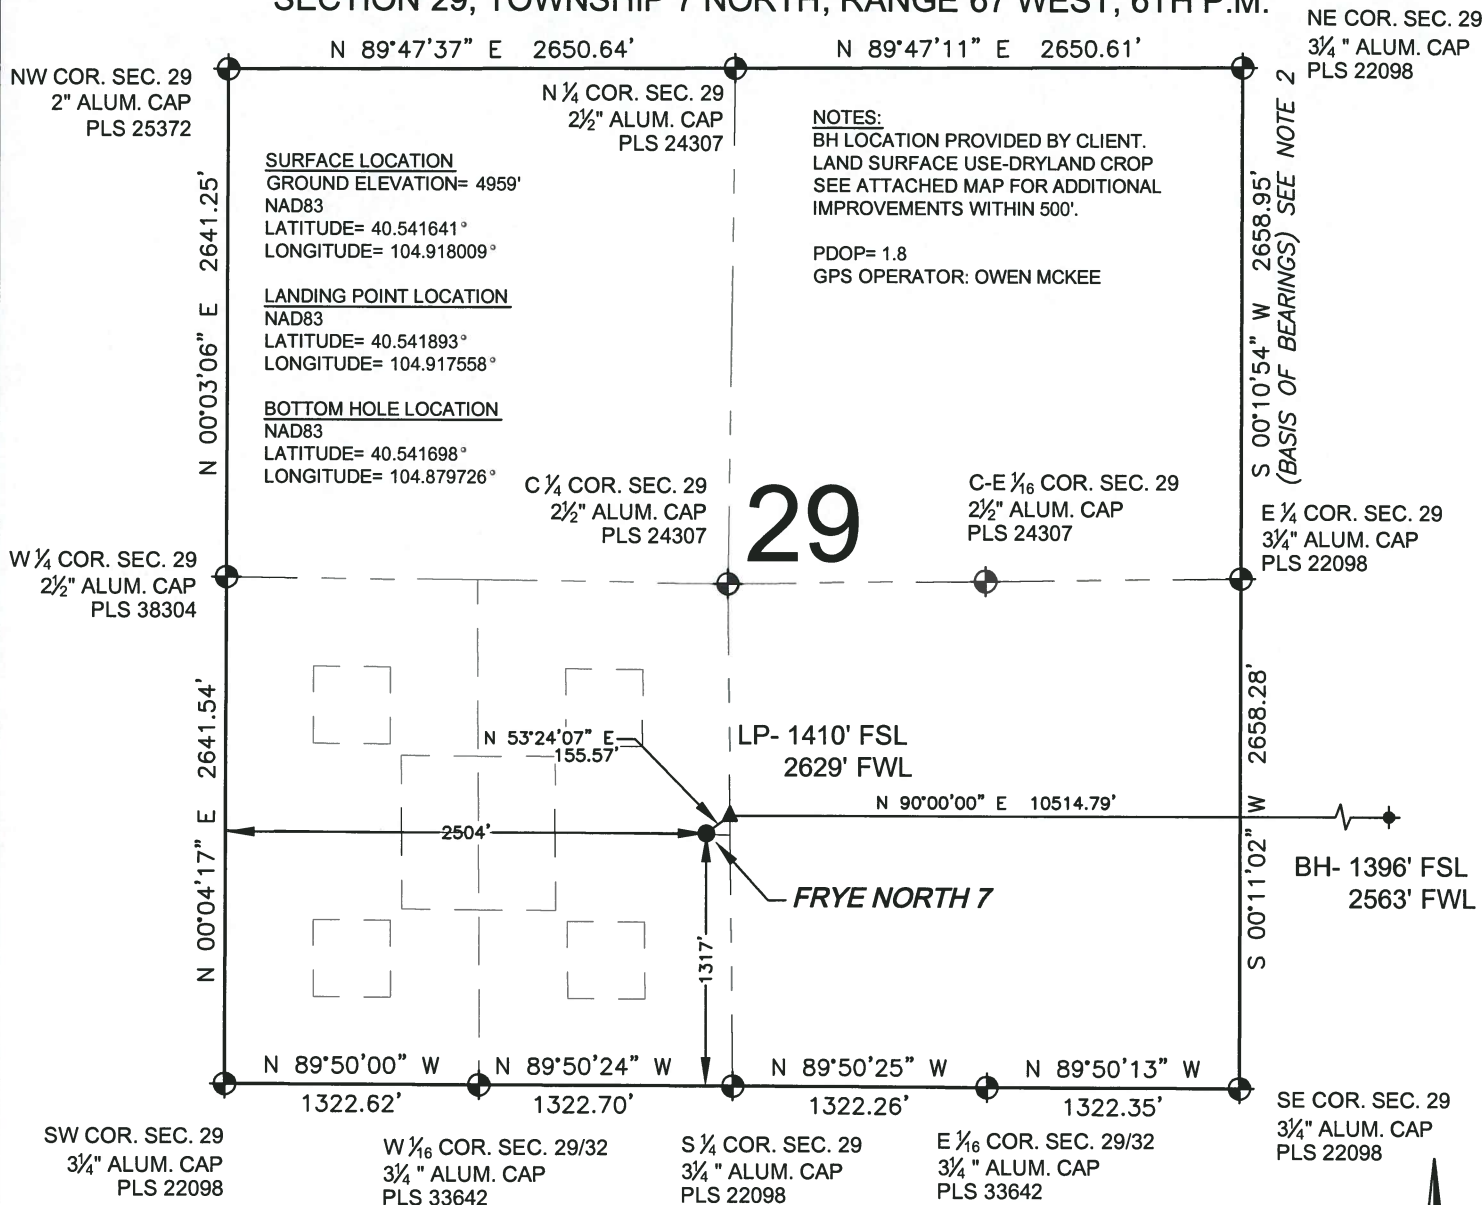 SECTION 29, TOWNSHIP 7 NORTH, RANGE 67 WEST, 6TH P.M.
NE COR. SEC. 29
3¼" ALUM. CAP
PLS 22098
N 89°47'37" E 2650.64'
N 89°47'11" E 2650.61'
NW COR. SEC. 29
2" ALUM. CAP
PLS 25372
N ¼ COR. SEC. 29
2½" ALUM. CAP
PLS 24307
SURFACE LOCATION
GROUND ELEVATION= 4959'
NAD83
LATITUDE= 40.541641°
LONGITUDE= 104.918009°
LANDING POINT LOCATION
NAD83
LATITUDE= 40.541893°
LONGITUDE= 104.917558°
BOTTOM HOLE LOCATION
NAD83
LATITUDE= 40.541698°
LONGITUDE= 104.879726°
NOTES:
BH LOCATION PROVIDED BY CLIENT.
LAND SURFACE USE-DRYLAND CROP
SEE ATTACHED MAP FOR ADDITIONAL
IMPROVEMENTS WITHIN 500'.
PDOP= 1.8
GPS OPERATOR: OWEN MCKEE
N 00°03'06" E 2641.25'
S 00°10'54" W 2658.95'
(BASIS OF BEARINGS) SEE NOTE 2
C ¼ COR. SEC. 29
2½" ALUM. CAP
PLS 24307
29
C-E 1⁄16 COR. SEC. 29
2½" ALUM. CAP
PLS 24307
E ¼ COR. SEC. 29
3¼" ALUM. CAP
PLS 22098
W ¼ COR. SEC. 29
2½" ALUM. CAP
PLS 38304
N 00°04'17" E 2641.54'
S 00°11'02" W 2658.28'
N 53°24'07" E
155.57'
LP- 1410' FSL
2629' FWL
N 90°00'00" E 10514.79'
2504'
BH- 1396' FSL
2563' FWL
FRYE NORTH 7
1317'
N 89°50'00" W
N 89°50'24" W
N 89°50'25" W
N 89°50'13" W
1322.62'
1322.70'
1322.26'
1322.35'
SW COR. SEC. 29
3¼" ALUM. CAP
PLS 22098
W 1⁄16 COR. SEC. 29/32
3¼" ALUM. CAP
PLS 33642
S ¼ COR. SEC. 29
3¼" ALUM. CAP
PLS 22098
E 1⁄16 COR. SEC. 29/32
3¼" ALUM. CAP
PLS 33642
SE COR. SEC. 29
3¼" ALUM. CAP
PLS 22098